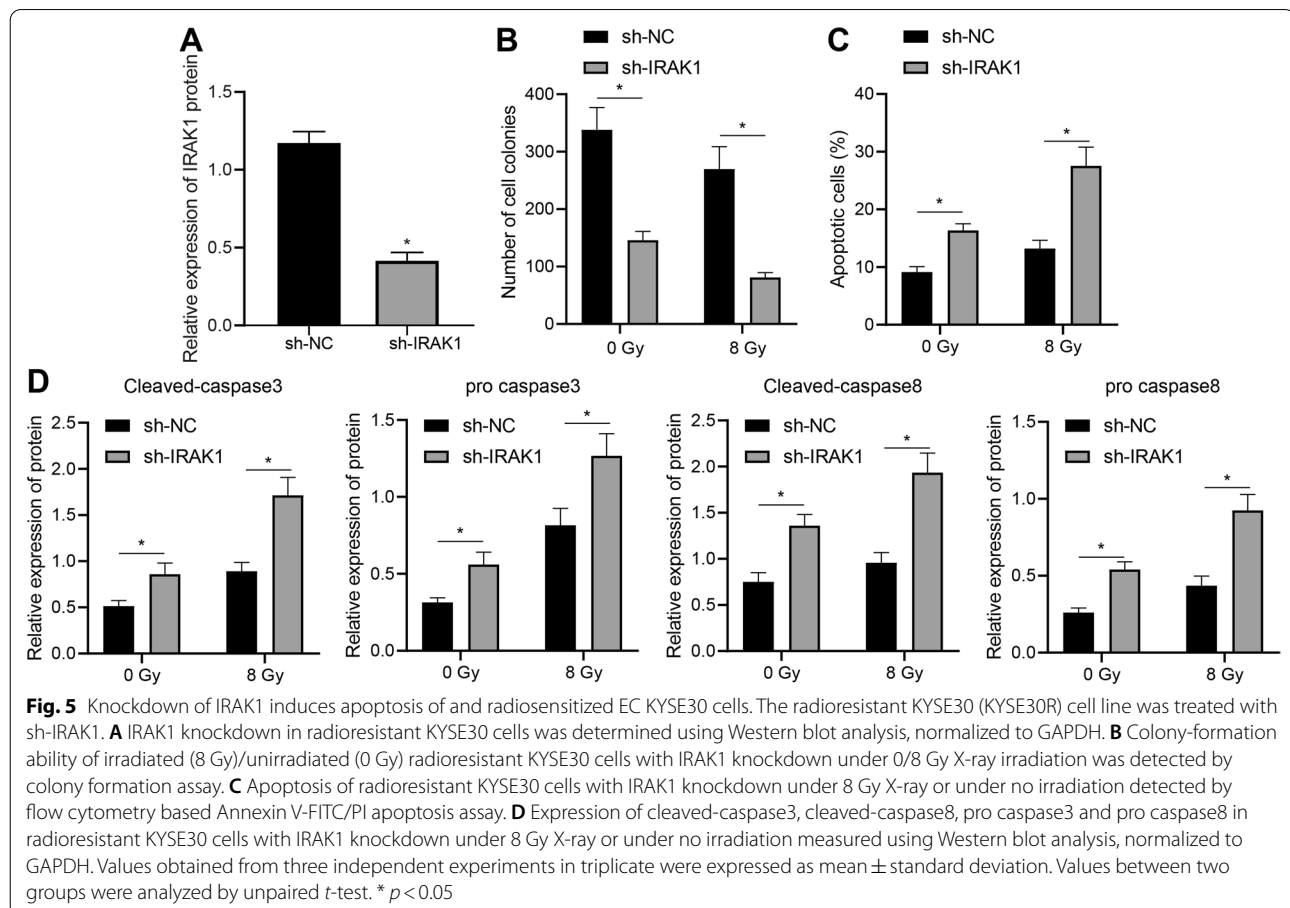 A
Relative expression of IRAK1 protein
1.5
1.0
0.5
0.0
*
sh-NC
sh-IRAK1
B
sh-NC
sh-IRAK1
Number of cell colonies
400
300
200
100
0
*
*
0 Gy
8 Gy
C
sh-NC
sh-IRAK1
Apoptotic cells (%)
40
30
20
10
0
*
*
0 Gy
8 Gy
D
Cleaved-caspase3
Relative expression of protein
2.5
2.0
1.5
1.0
0.5
0.0
sh-NC
sh-IRAK1
*
*
0 Gy
8 Gy
pro caspase3
Relative expression of protein
1.5
1.0
0.5
0.0
sh-NC
sh-IRAK1
*
*
0 Gy
8 Gy
Cleaved-caspase8
Relative expression of protein
2.5
2.0
1.5
1.0
0.5
0.0
sh-NC
sh-IRAK1
*
*
0 Gy
8 Gy
pro caspase8
Relative expression of protein
1.5
1.0
0.5
0.0
sh-NC
sh-IRAK1
*
*
0 Gy
8 Gy
Fig. 5 Knockdown of IRAK1 induces apoptosis of and radiosensitized EC KYSE30 cells. The radioresistant KYSE30 (KYSE30R) cell line was treated with
sh-IRAK1. A IRAK1 knockdown in radioresistant KYSE30 cells was determined using Western blot analysis, normalized to GAPDH. B Colony-formation
ability of irradiated (8 Gy)/unirradiated (0 Gy) radioresistant KYSE30 cells with IRAK1 knockdown under 0/8 Gy X-ray irradiation was detected by
colony formation assay. C Apoptosis of radioresistant KYSE30 cells with IRAK1 knockdown under 8 Gy X-ray or under no irradiation detected by
flow cytometry based Annexin V-FITC/PI apoptosis assay. D Expression of cleaved-caspase3, cleaved-caspase8, pro caspase3 and pro caspase8 in
radioresistant KYSE30 cells with IRAK1 knockdown under 8 Gy X-ray or under no irradiation measured using Western blot analysis, normalized to
GAPDH. Values obtained from three independent experiments in triplicate were expressed as mean ± standard deviation. Values between two
groups were analyzed by unpaired t-test. * p < 0.05